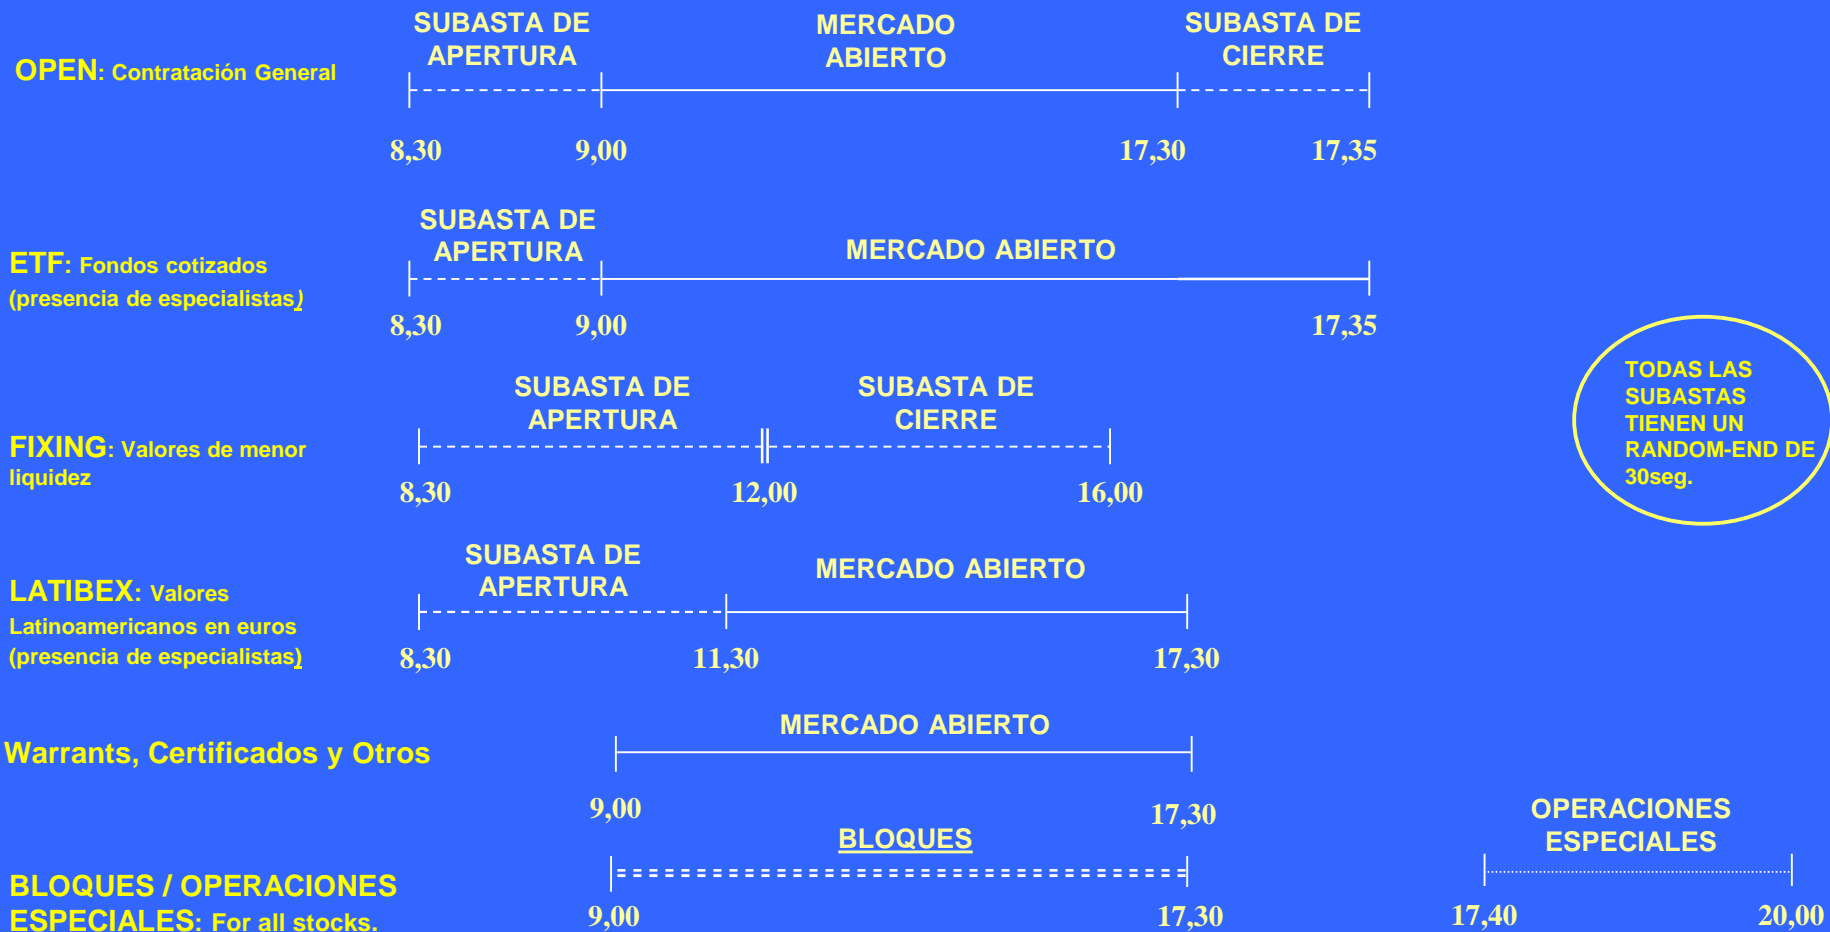 SUBASTA DE
APERTURA
MERCADO
ABIERTO
SUBASTA DE
CIERRE
OPEN: Contratación General
8,30
9,00
17,30
17,35
SUBASTA DE
APERTURA
MERCADO ABIERTO
ETF: Fondos cotizados
(presencia de especialistas)
8,30
9,00
17,35
SUBASTA DE
APERTURA
SUBASTA DE
CIERRE
FIXING: Valores de menor
liquidez
8,30
12,00
16,00
TODAS LAS
SUBASTAS
TIENEN UN
RANDOM-END DE
30seg.
SUBASTA DE
APERTURA
MERCADO ABIERTO
LATIBEX: Valores
Latinoamericanos en euros
(presencia de especialistas)
8,30
11,30
17,30
MERCADO ABIERTO
Warrants, Certificados y Otros
9,00
17,30
BLOQUES
OPERACIONES
ESPECIALES
BLOQUES / OPERACIONES
ESPECIALES: For all stocks.
9,00
17,30
17,40
20,00